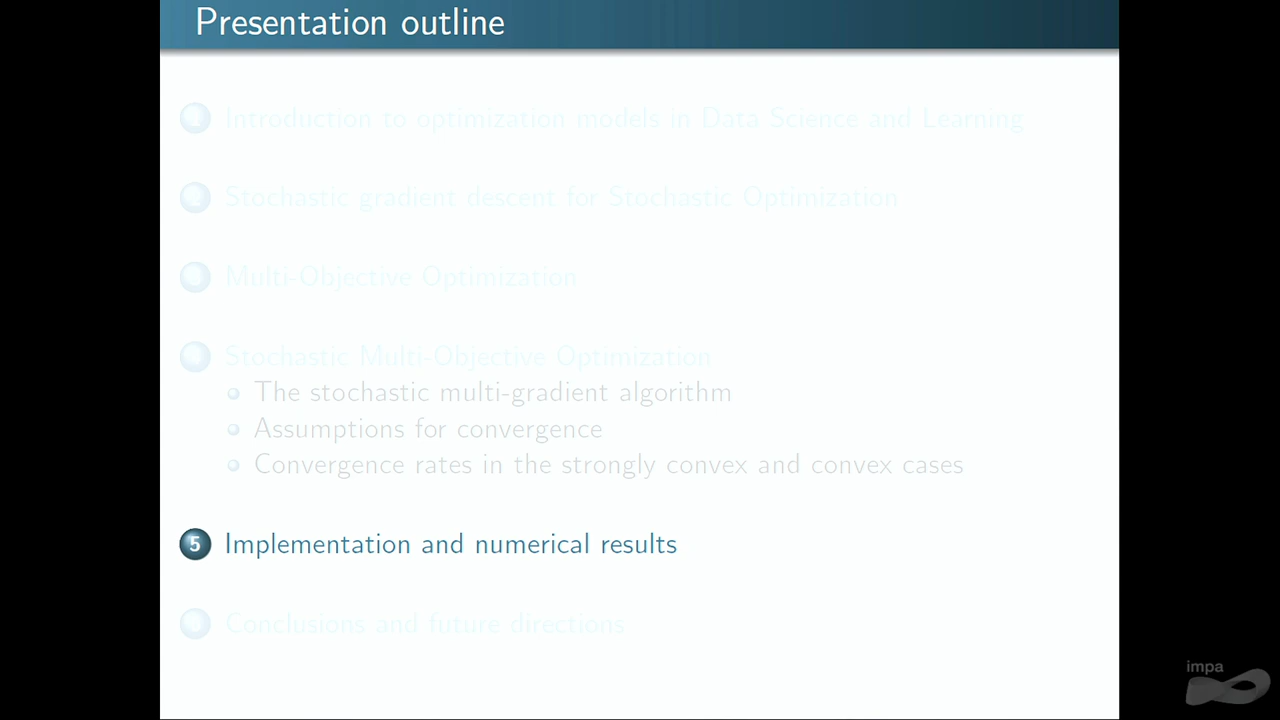 Presentation outline
Introduction to optimization models in Data Science and Learning
Stochastic gradient descent for Stochastic Optimization
Multi-Objective Optimization
Stochastic Multi-Objective Optimization
The stochastic multi-gradient algorithm
Assumptions for convergence
Convergence rates in the strongly convex and convex cases
5 Implementation and numerical results
Conclusions and future directions
impa